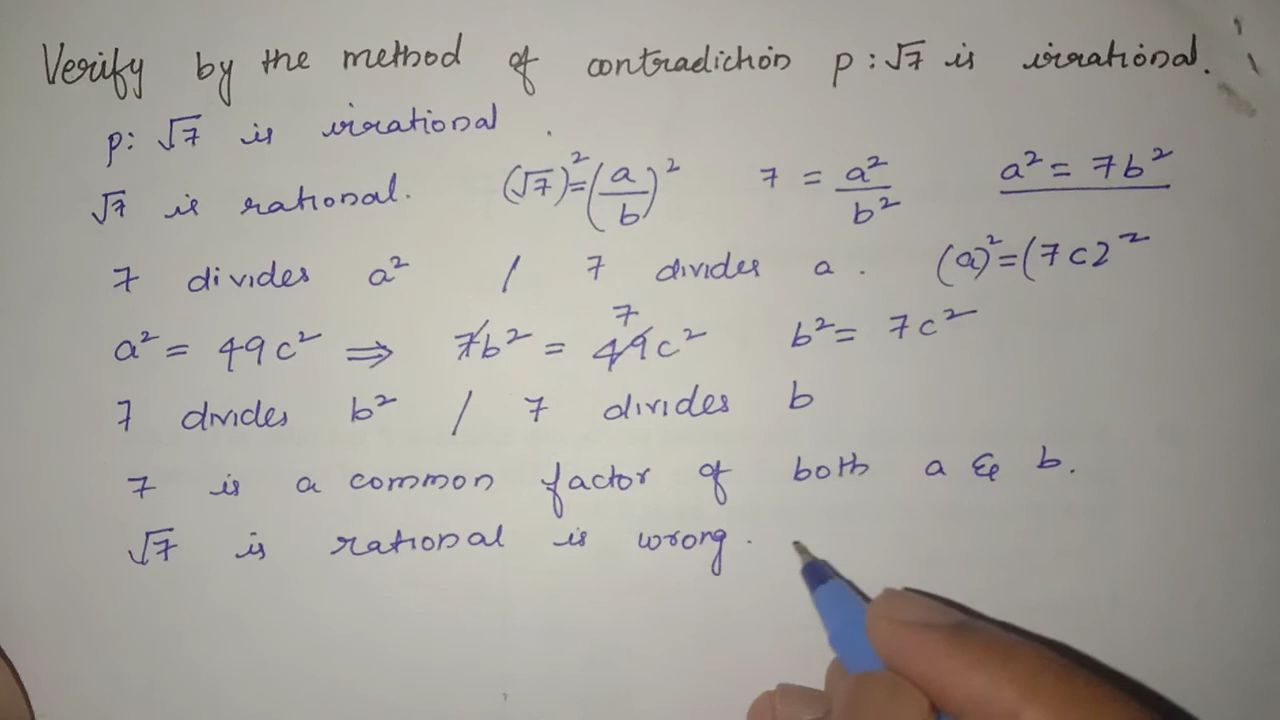 Verify by the method of contradiction p : √7 is irrational.
p: √7 is irrational .
√7 is rational. (√7)² = (a/b)² 7 = a²/b² a² = 7b²
7 divides a² / 7 divides a . (a)² = (7c)²
a² = 49c² ⇒ 7b² = 49c² 7 b² = 7c²
7 divides b² / 7 divides b
7 is a common factor of both a & b.
√7 is rational is wrong.